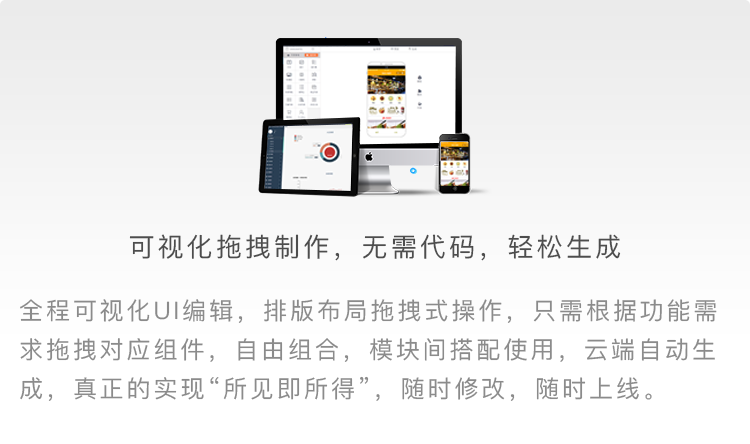 可视化拖拽制作，无需代码，轻松生成
全程可视化UI编辑，排版布局拖拽式操作，只需根据功能需
求拖拽对应组件，自由组合，模块间搭配使用，云端自动生
成，真正的实现“所见即所得”，随时修改，随时上线。